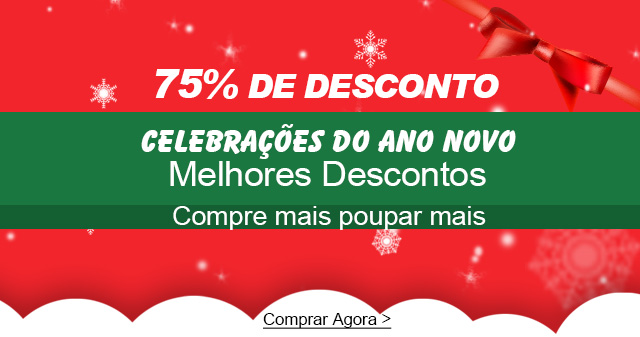 75% DE DESCONTO
CELEBRAÇÕES DO ANO NOVO
Melhores Descontos
Compre mais poupar mais
Comprar Agora >